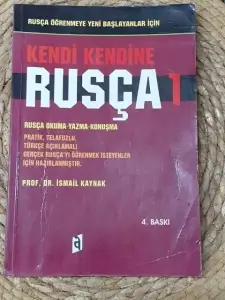 RUSÇA ÖĞRENMEYE YENİ BAŞLAYANLAR İÇİN
KENDİ KENDİNE
RUSÇA 1
RUSÇA OKUMA-YAZMA-KONUŞMA
PRATİK, TELAFUZLU,
TÜRKÇE AÇIKLAMALI
GERÇEK RUSÇA'YI ÖĞRENMEK İSTEYENLER
İÇİN HAZIRLANMIŞTIR.
PROF. DR. İSMAİL KAYNAK
4. BASKI